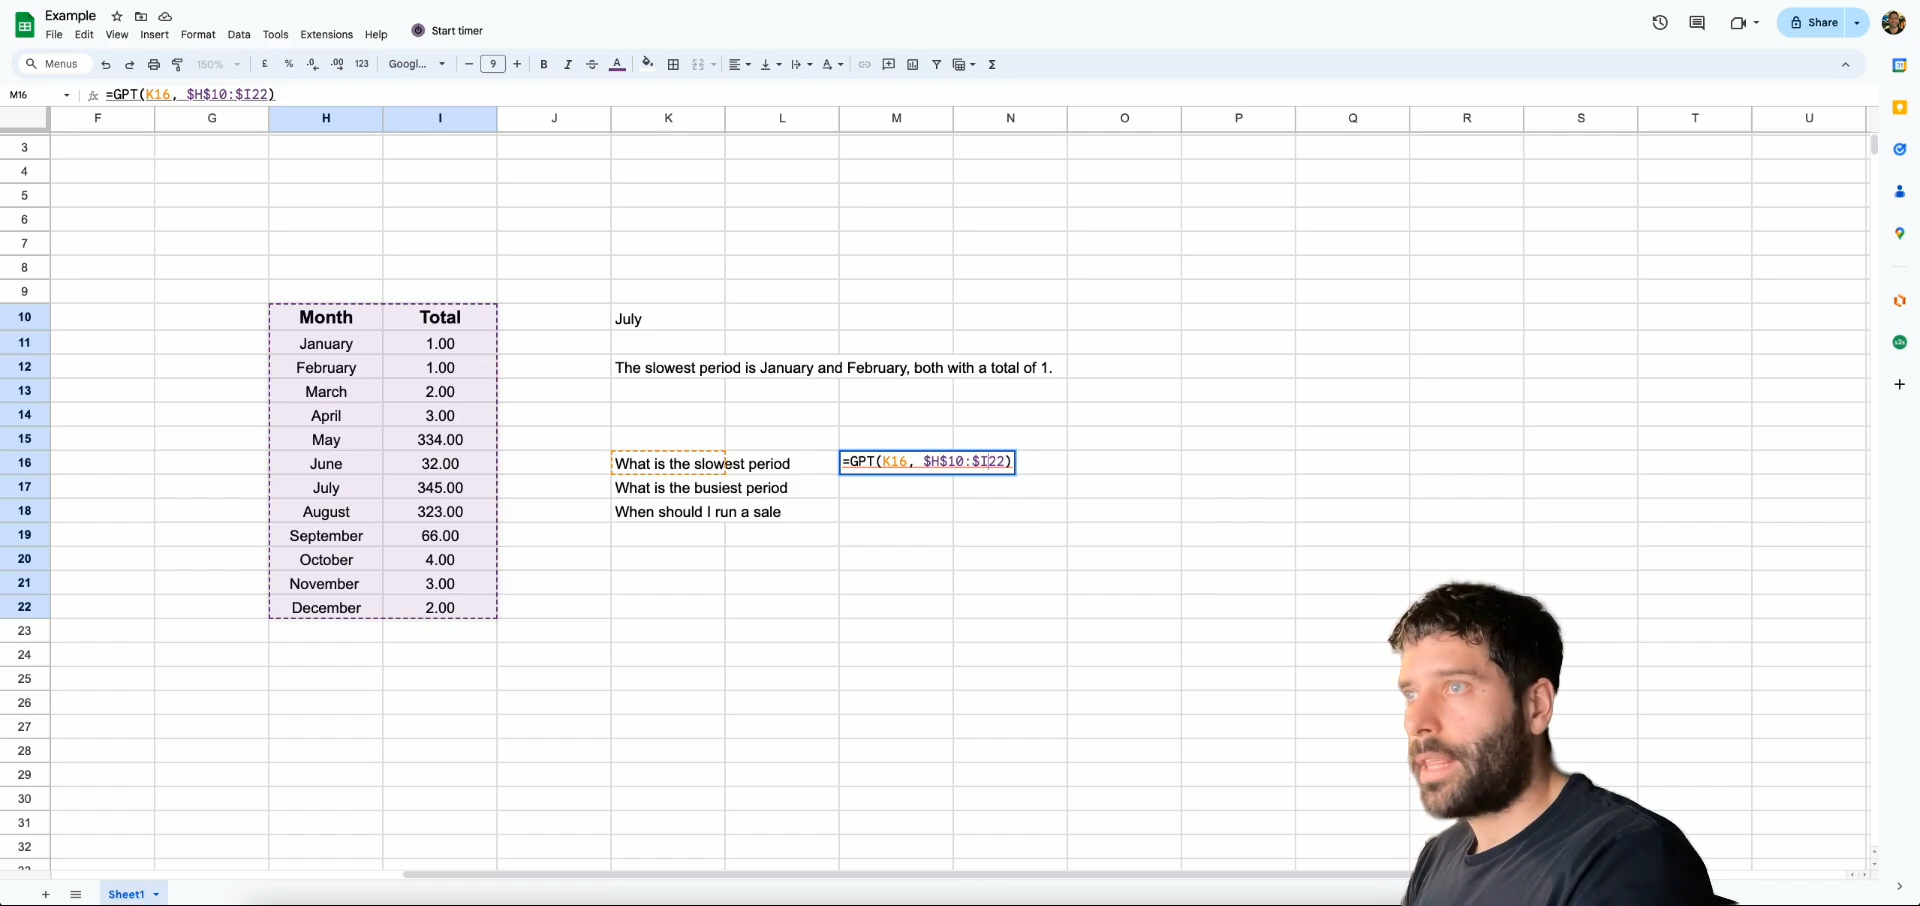 Example
File Edit View Insert Format Data Tools Extensions Help
Start timer
Share
Menus 150% £ % .0 .00 123 Googl... − 9 + B I S A Σ
M16 fx =GPT(K16, $H$10:$I22)
F G H I J K L M N O P Q R S T U
3
4
5
6
7
8
9
10 Month Total July
11 January 1.00
12 February 1.00 The slowest period is January and February, both with a total of 1.
13 March 2.00
14 April 3.00
15 May 334.00
16 June 32.00 What is the slowest period =GPT(K16, $H$10:$I22)
17 July 345.00 What is the busiest period
18 August 323.00 When should I run a sale
19 September 66.00
20 October 4.00
21 November 3.00
22 December 2.00
23
24
25
26
27
28
29
30
31
32
Sheet1